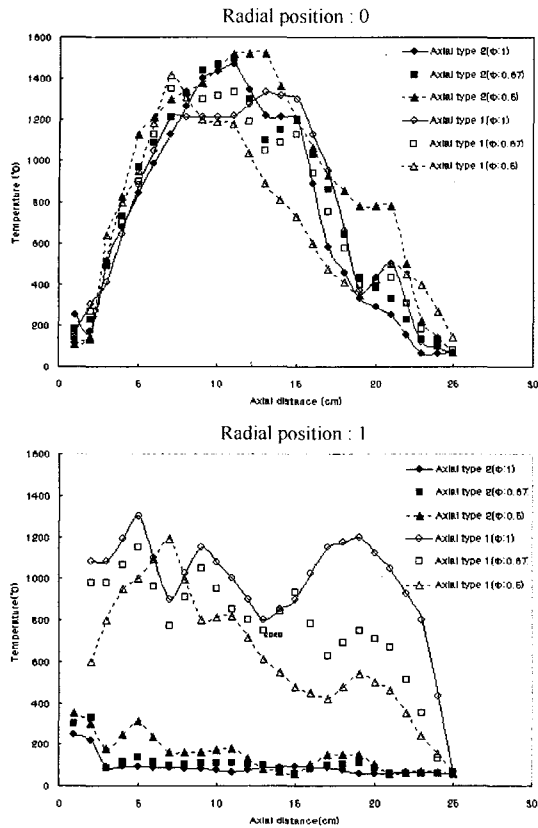 Radial position : 0
1600
1400
1200
1000
800
600
400
200
0
Temperature (℃)
0
5
10
15
20
25
30
Axial distance (cm)
Axial type 2(Φ:1)
Axial type 2(Φ:0.67)
Axial type 2(Φ:0.5)
Axial type 1(Φ:1)
Axial type 1(Φ:0.67)
Axial type 1(Φ:0.5)
Radial position : 1
1600
1400
1200
1000
800
600
400
200
0
Temperature(℃)
0
5
10
15
20
25
30
Axial distance(cm)
Axial type 2(Φ:1)
Axial type 2(Φ:0.67)
Axial type 2(Φ:0.5)
Axial type 1(Φ:1)
Axial type 1(Φ:0.67)
Axial type 1(Φ:0.5)